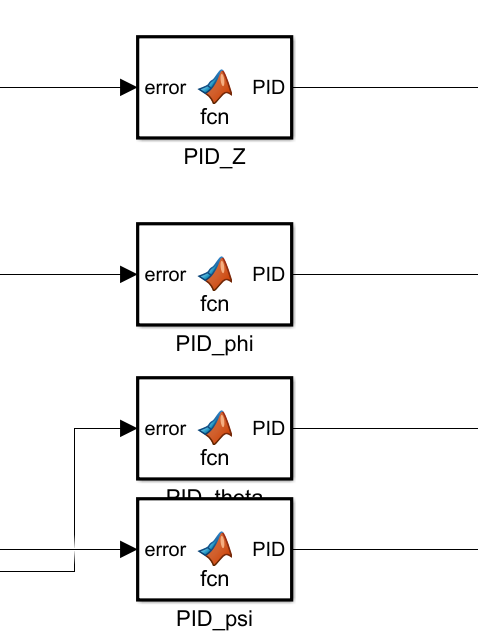 error PID
fcn
PID_Z
error PID
fcn
PID_phi
error PID
fcn
PID_theta
error PID
fcn
PID_psi